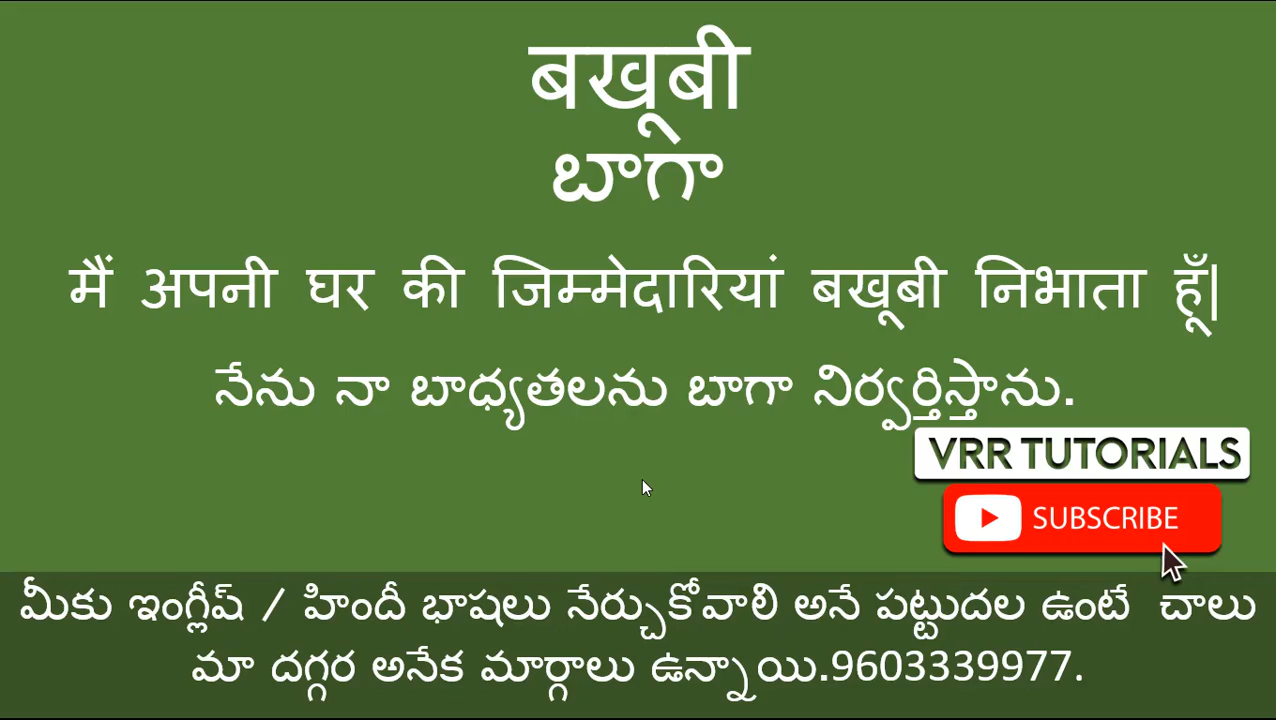 बखूबी
బాగా
मैं अपनी घर की जिम्मेदारियां बखूबी निभाता हूँ|
నేను నా బాధ్యతలను బాగా నిర్వర్తిస్తాను.
VRR TUTORIALS
SUBSCRIBE
మీకు ఇంగ్లీష్ / హిందీ భాషలు నేర్చుకోవాలి అనే పట్టుదల ఉంటే చాలు
మా దగ్గర అనేక మార్గాలు ఉన్నాయి.9603339977.